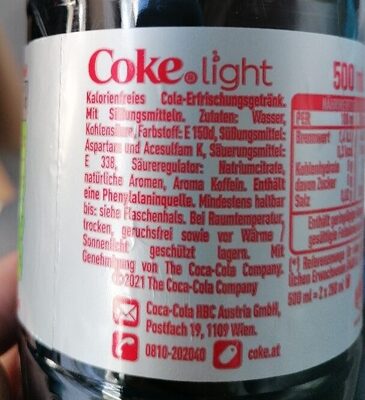 Coke light
500 ml
Kalorienfreies Cola-Erfrischungsgetränk.
Mit Süßungsmitteln. Zutaten: Wasser,
Kohlensäure, Farbstoff: E 150d, Süßungsmittel:
Aspartam und Acesulfam K, Säuerungsmittel:
E 338, Säureregulator: Natriumcitrate,
natürliche Aromen, Aroma Koffein. Enthält
eine Phenylalaninquelle. Mindestens haltbar
bis: siehe Flaschenhals. Bei Raumtemperatur,
trocken, geruchsfrei sowie vor Wärme /
Sonnenlicht geschützt lagern. Mit
Genehmigung von The Coca-Cola Company.
©2021 The Coca-Cola Company
Coca-Cola HBC Austria GmbH,
Postfach 19, 1109 Wien.
0810-202040 coke.at
PER 100 ml
Brennwert
Kohlenhydrate
davon Zucker
Salz
Enthält
gesättigte
500 ml = 2 x 250 ml